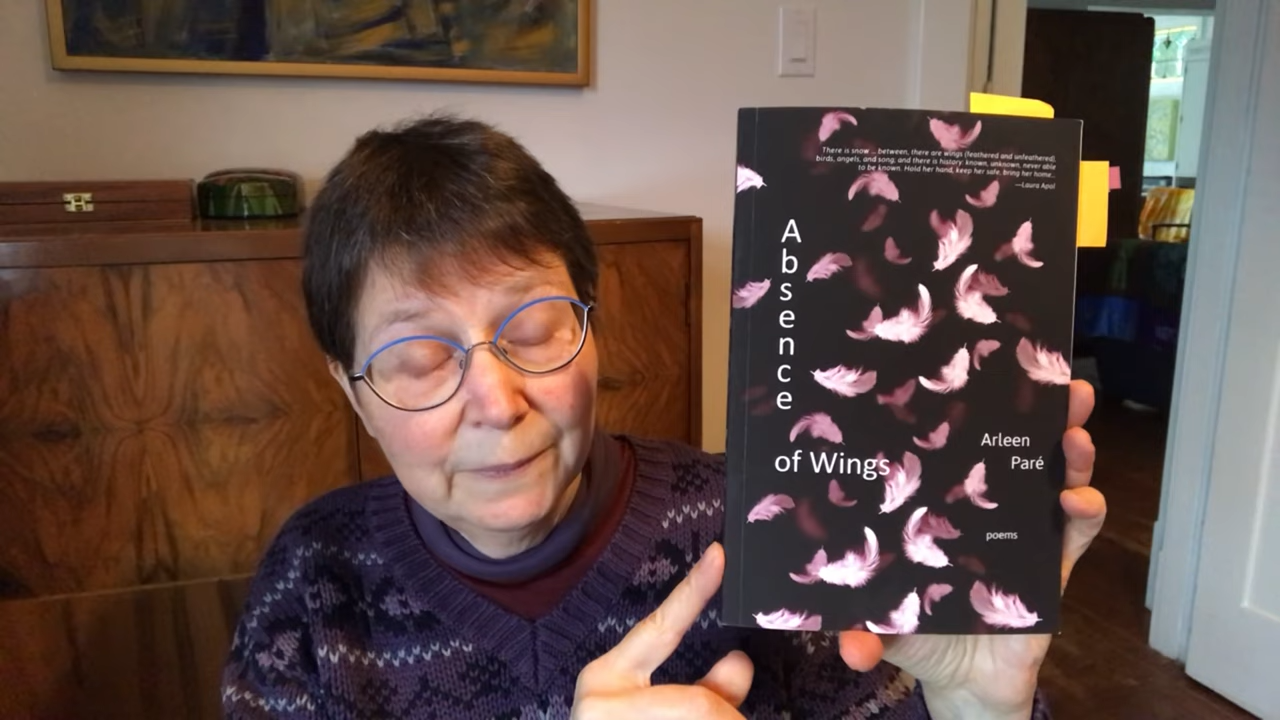 There is snow ... between, there are wings (feathered and unfeathered),
birds, angels, and song, and there is history: known, unknown, never able
to be known. Hold her hand, keep her safe, bring her home...
—Laura Apol
Absence
of Wings
Arleen
Paré
poems